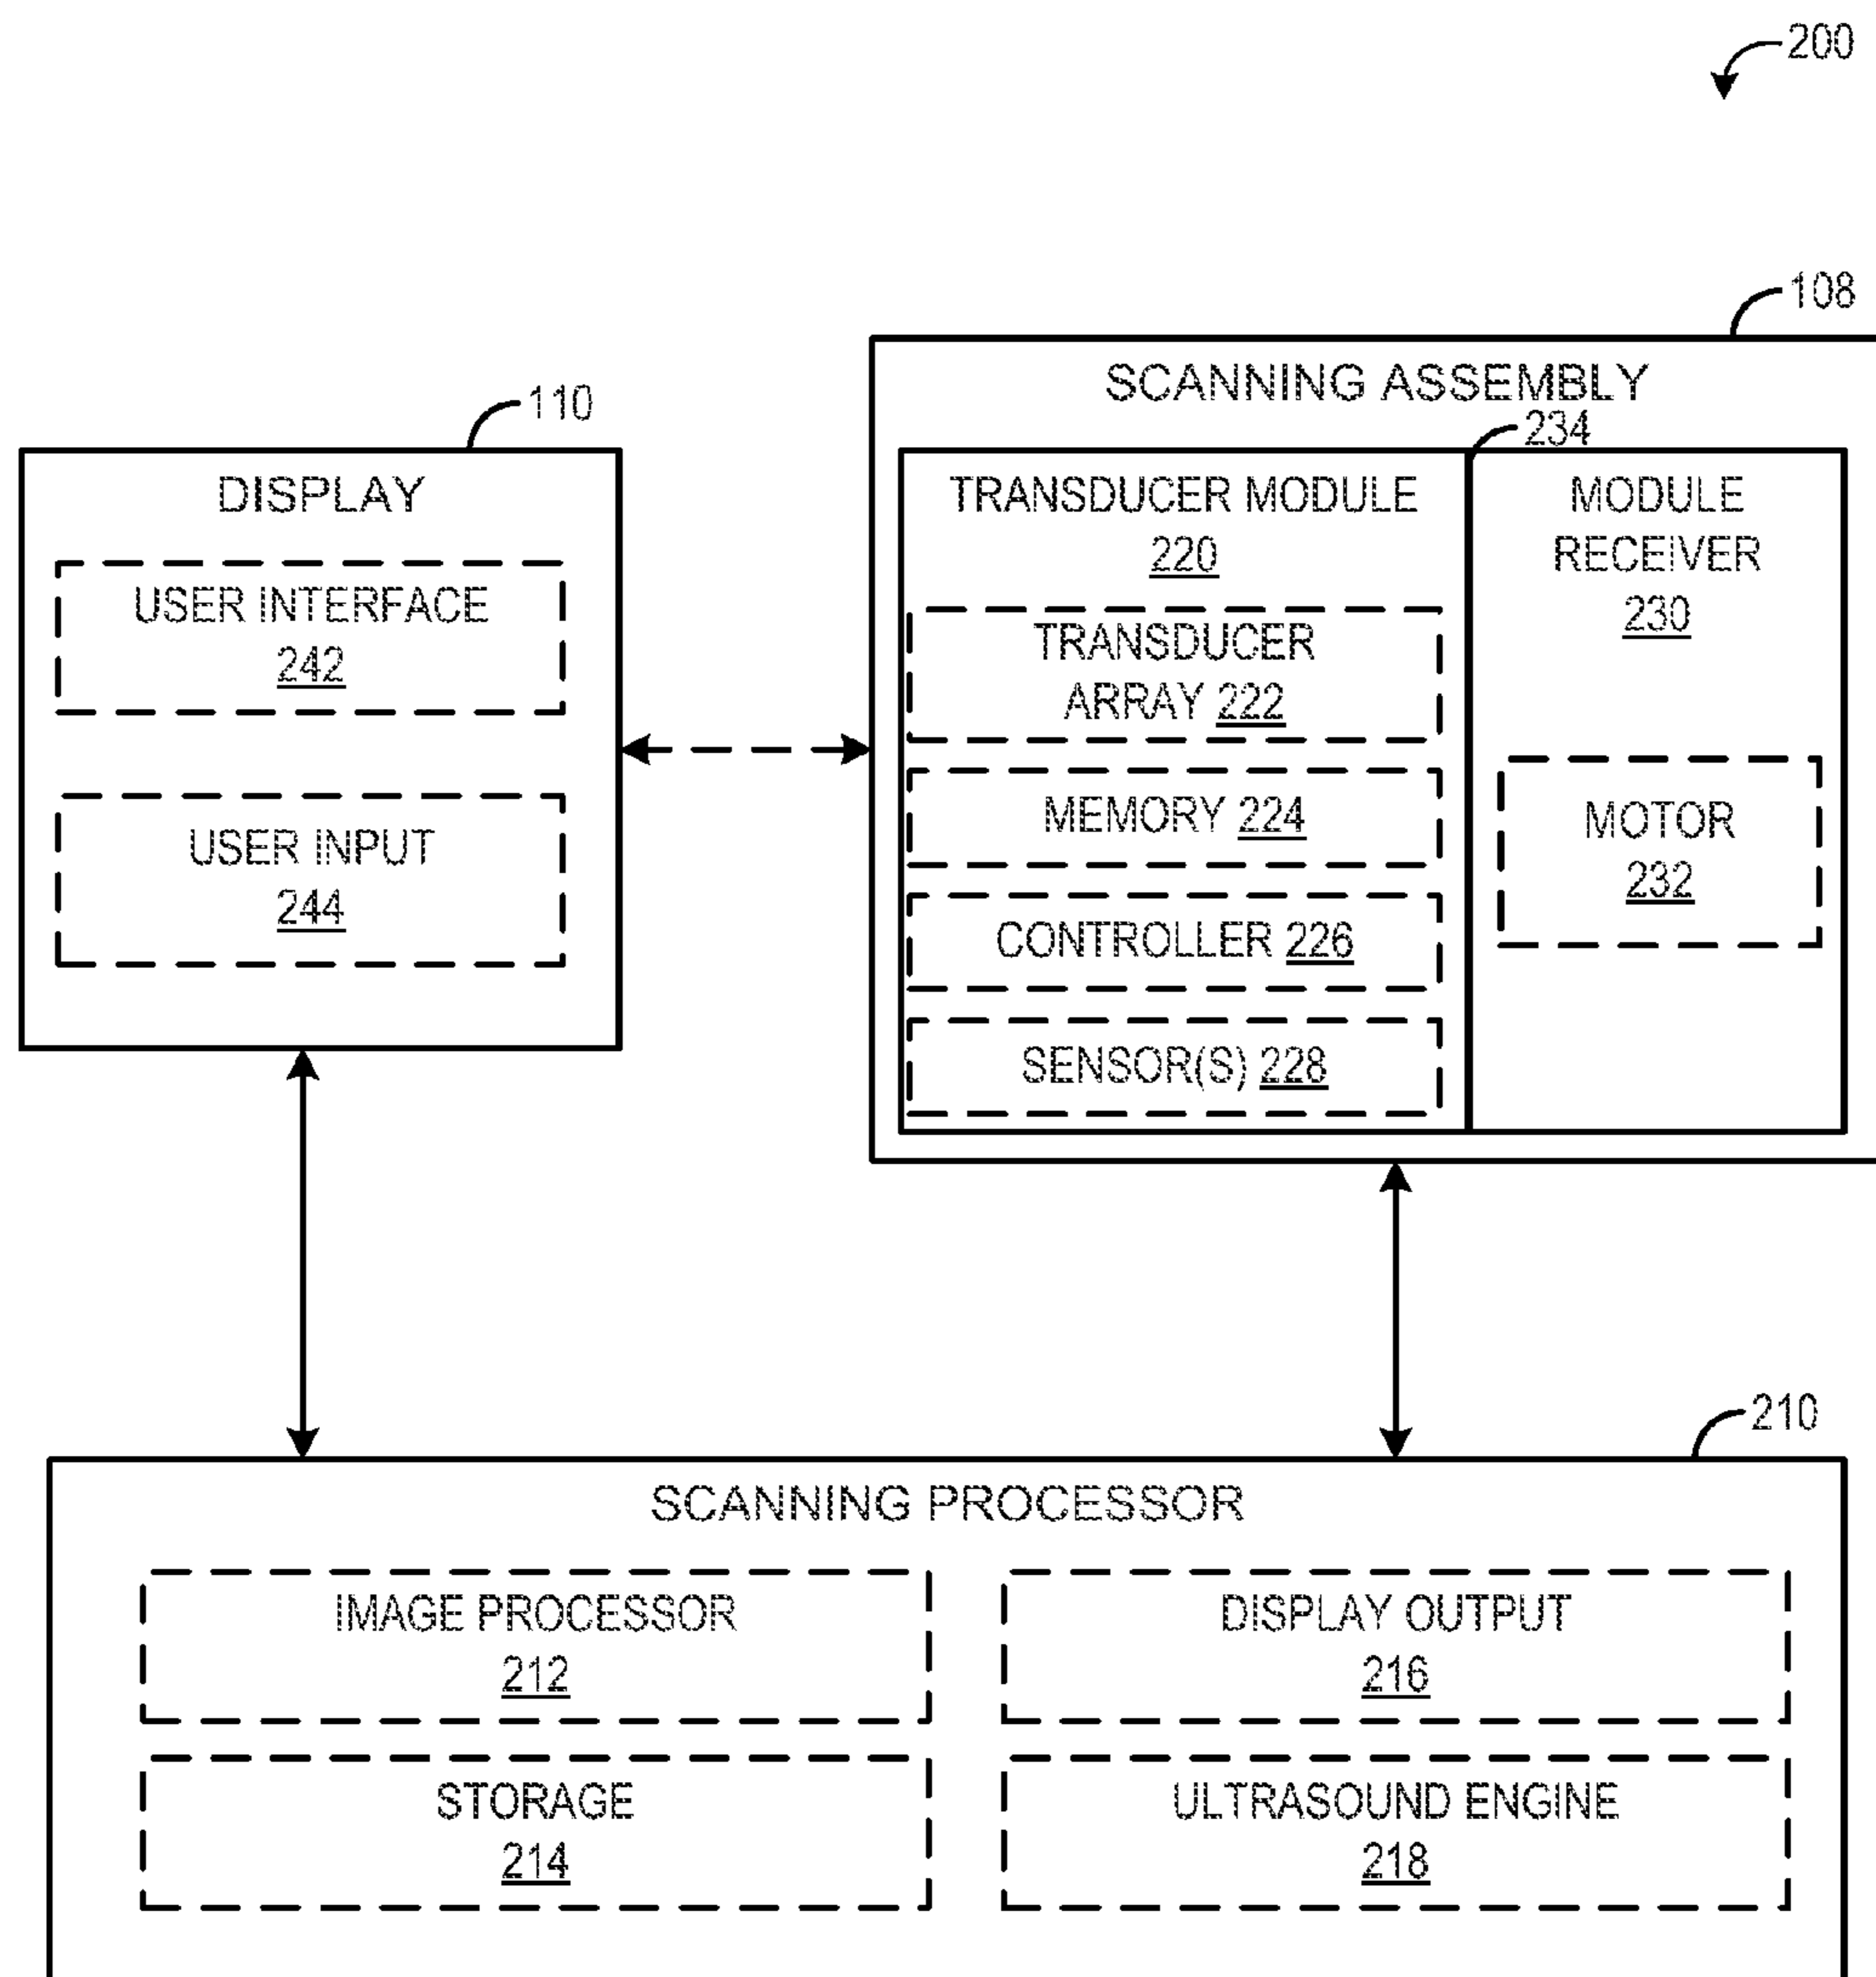 200
108
SCANNING ASSEMBLY
110
234
DISPLAY
TRANSDUCER MODULE
220
MODULE
RECEIVER
230
USER INTERFACE
242
TRANSDUCER
ARRAY 222
USER INPUT
244
MEMORY 224
MOTOR
232
CONTROLLER 226
SENSOR(S) 228
210
SCANNING PROCESSOR
IMAGE PROCESSOR
212
DISPLAY OUTPUT
216
STORAGE
214
ULTRASOUND ENGINE
218